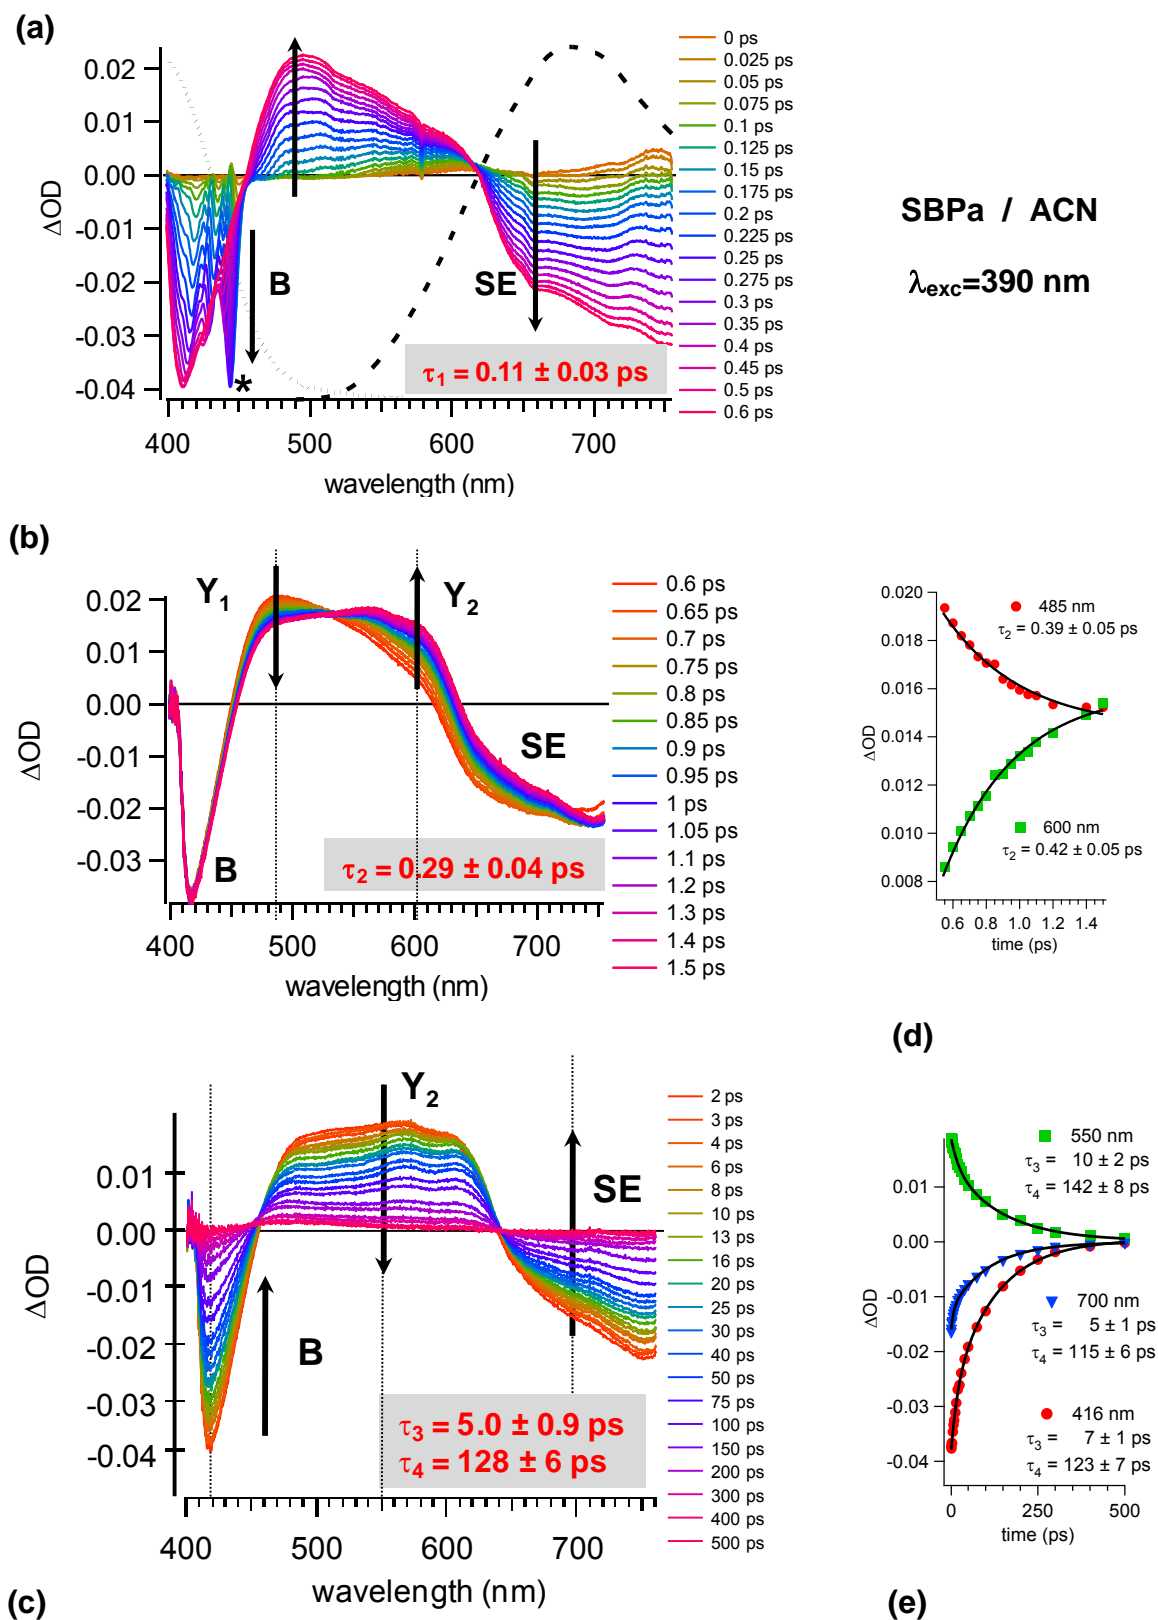 (a)
0.02
0.01
0.00
-0.01
-0.02
-0.03
-0.04
ΔOD
400
500
600
700
wavelength (nm)
B
*
SE
τ1 = 0.11 ± 0.03 ps
0 ps
0.025 ps
0.05 ps
0.075 ps
0.1 ps
0.125 ps
0.15 ps
0.175 ps
0.2 ps
0.225 ps
0.25 ps
0.275 ps
0.3 ps
0.35 ps
0.4 ps
0.45 ps
0.5 ps
0.6 ps
SBPa / ACN
λexc=390 nm
(b)
0.02
0.01
0.00
-0.01
-0.02
-0.03
ΔOD
400
500
600
700
wavelength (nm)
Y1
Y2
SE
B
τ2 = 0.29 ± 0.04 ps
0.6 ps
0.65 ps
0.7 ps
0.75 ps
0.8 ps
0.85 ps
0.9 ps
0.95 ps
1 ps
1.05 ps
1.1 ps
1.2 ps
1.3 ps
1.4 ps
1.5 ps
0.020
0.018
0.016
0.014
0.012
0.010
0.008
ΔOD
485 nm
τ2 = 0.39 ± 0.05 ps
600 nm
τ2 = 0.42 ± 0.05 ps
0.6
0.8
1.0
1.2
1.4
time (ps)
(d)
0.01
0.00
-0.01
-0.02
-0.03
-0.04
ΔOD
Y2
SE
B
τ3 = 5.0 ± 0.9 ps
τ4 = 128 ± 6 ps
400
500
600
700
wavelength (nm)
2 ps
3 ps
4 ps
6 ps
8 ps
10 ps
13 ps
16 ps
20 ps
25 ps
30 ps
40 ps
50 ps
75 ps
100 ps
150 ps
200 ps
300 ps
400 ps
500 ps
(c)
0.01
0.00
-0.01
-0.02
-0.03
-0.04
ΔOD
550 nm
τ3 = 10 ± 2 ps
τ4 = 142 ± 8 ps
700 nm
τ3 = 5 ± 1 ps
τ4 = 115 ± 6 ps
416 nm
τ3 = 7 ± 1 ps
τ4 = 123 ± 7 ps
0
250
500
time (ps)
(e)